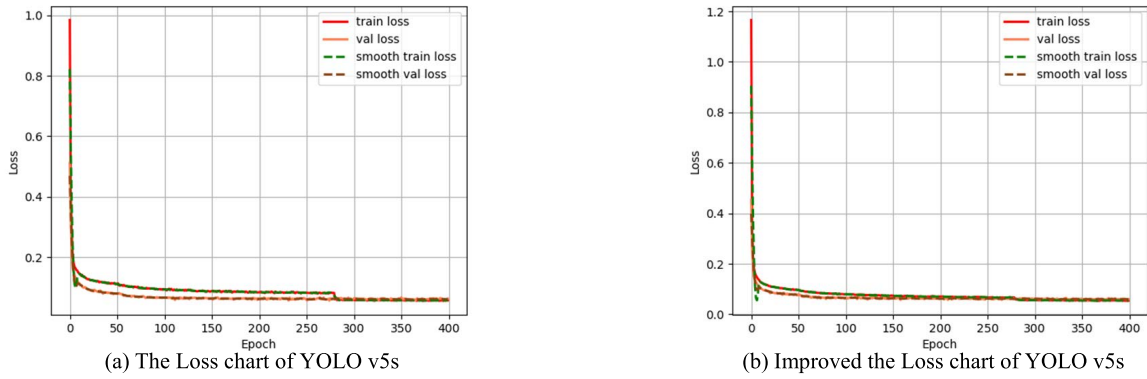 1.0
0.8
0.6
0.4
0.2
Loss
0
50
100
150
200
250
300
350
400
Epoch
train loss
val loss
smooth train loss
smooth val loss
(a) The Loss chart of YOLO v5s
1.2
1.0
0.8
0.6
0.4
0.2
0.0
Loss
0
50
100
150
200
250
300
350
400
Epoch
train loss
val loss
smooth train loss
smooth val loss
(b) Improved the Loss chart of YOLO v5s